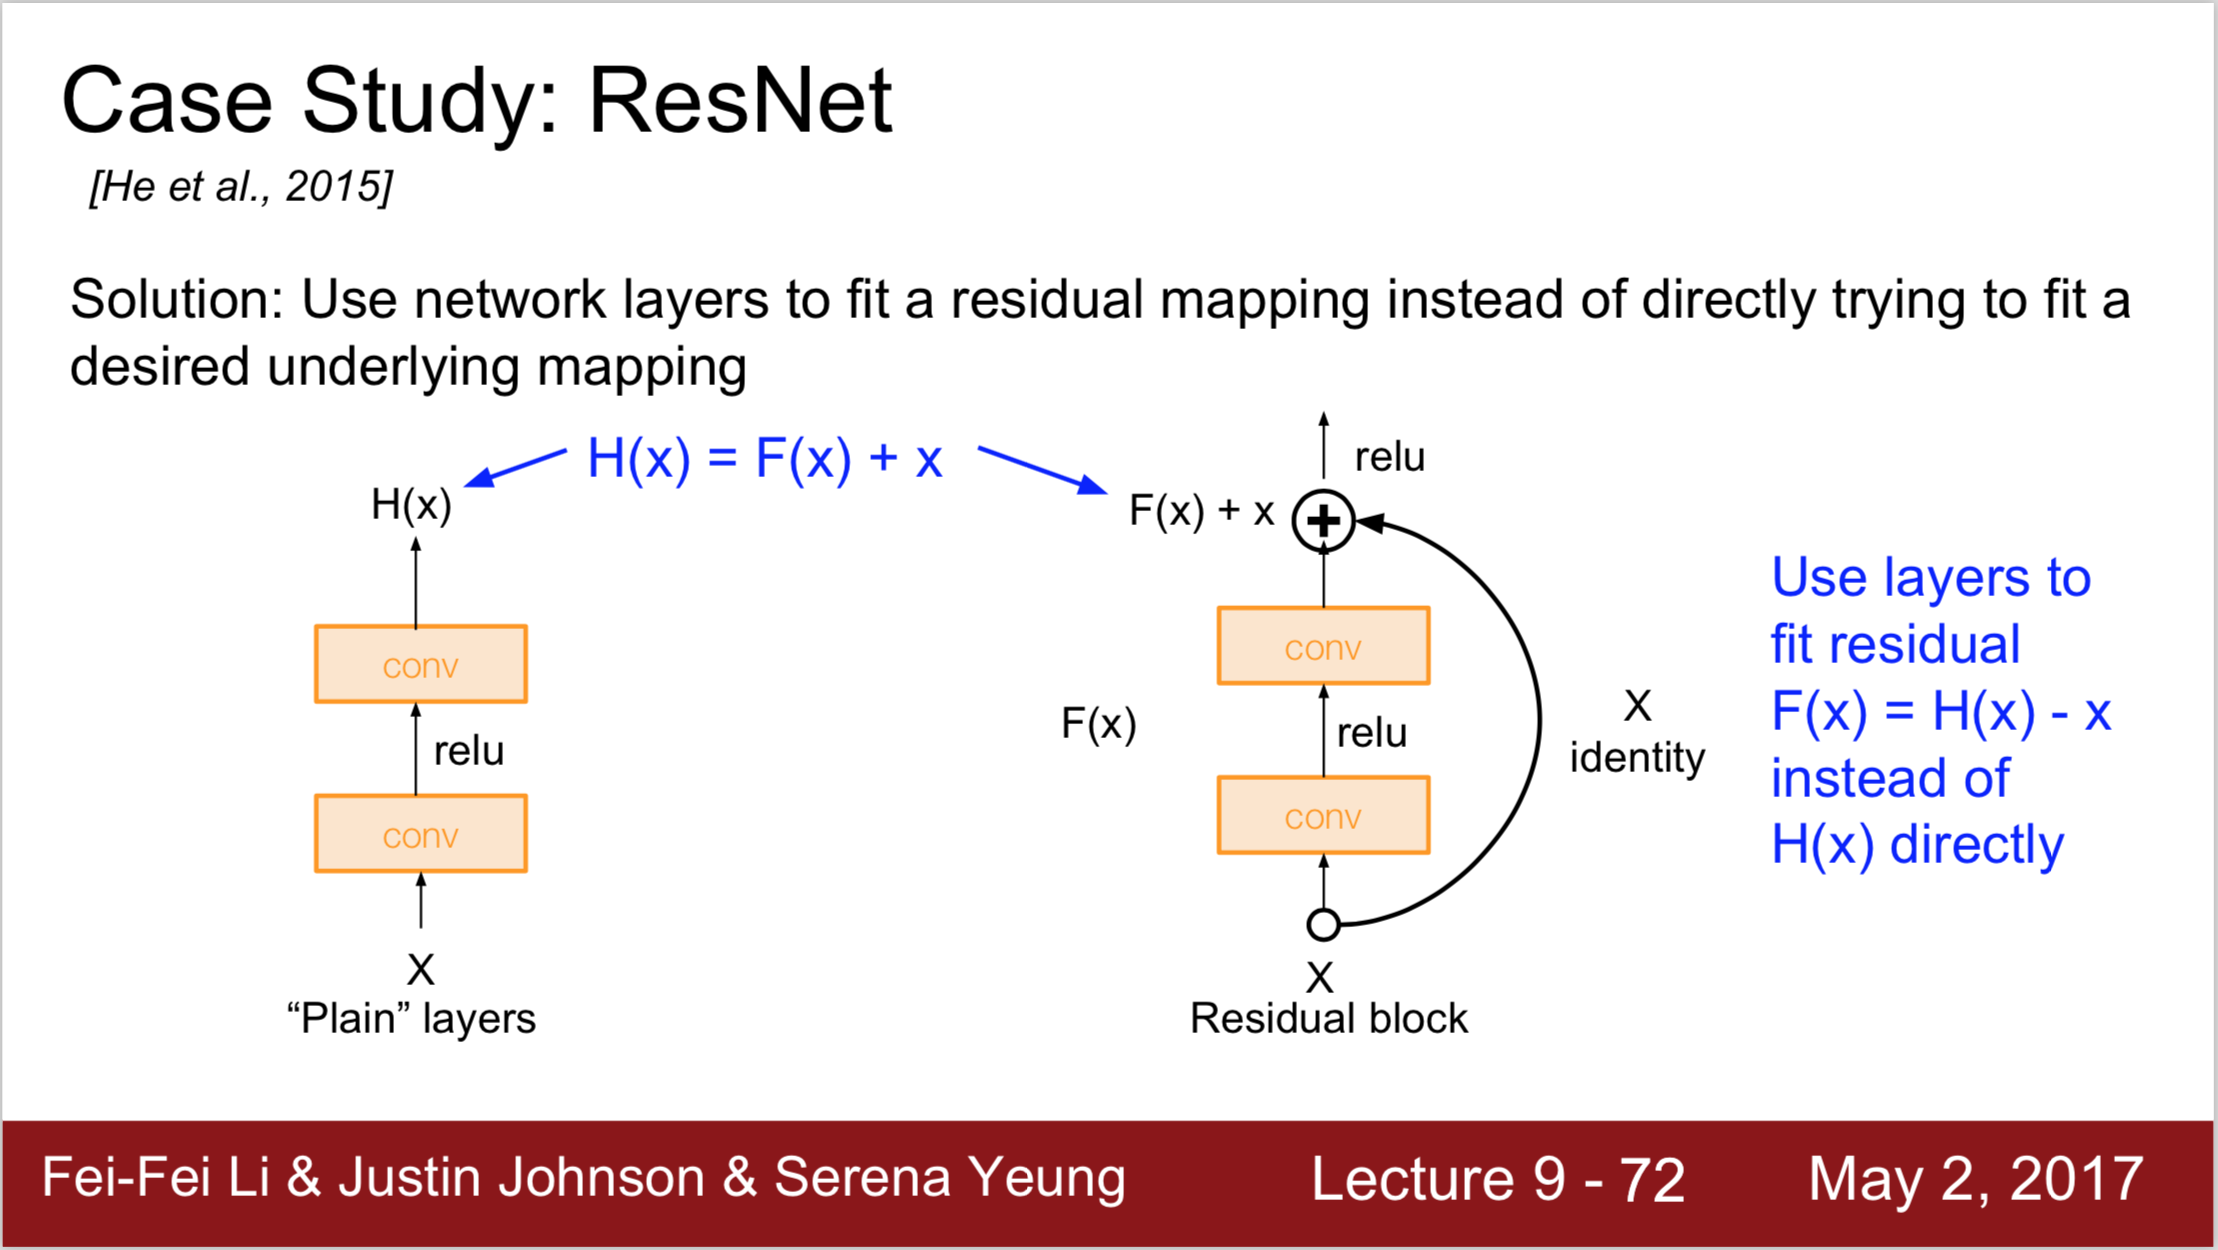 Case Study: ResNet
[He et al., 2015]
Solution: Use network layers to fit a residual mapping instead of directly trying to fit a
desired underlying mapping
H(x) = F(x) + x
H(x)
conv
relu
conv
X
“Plain” layers
relu
F(x) + x
conv
F(x)
relu
conv
X
identity
X
Residual block
Use layers to
fit residual
F(x) = H(x) - x
instead of
H(x) directly
Fei-Fei Li & Justin Johnson & Serena Yeung
Lecture 9 - 72
May 2, 2017